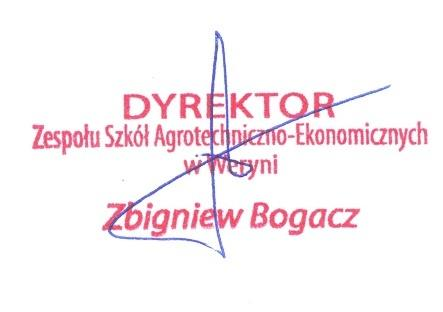 DYREKTOR
Zespołu Szkół Agrotechniczno-Ekonomicznych
w Weryni
Zbigniew Bogacz